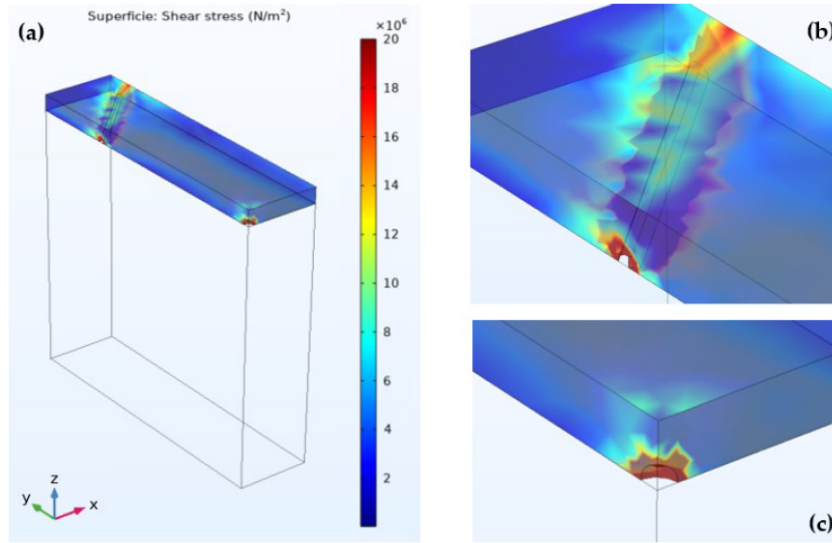 (a)
Superficie: Shear stress (N/m²)
×10⁶
20
18
16
14
12
10
8
6
4
2
z
y
x
(b)
(c)